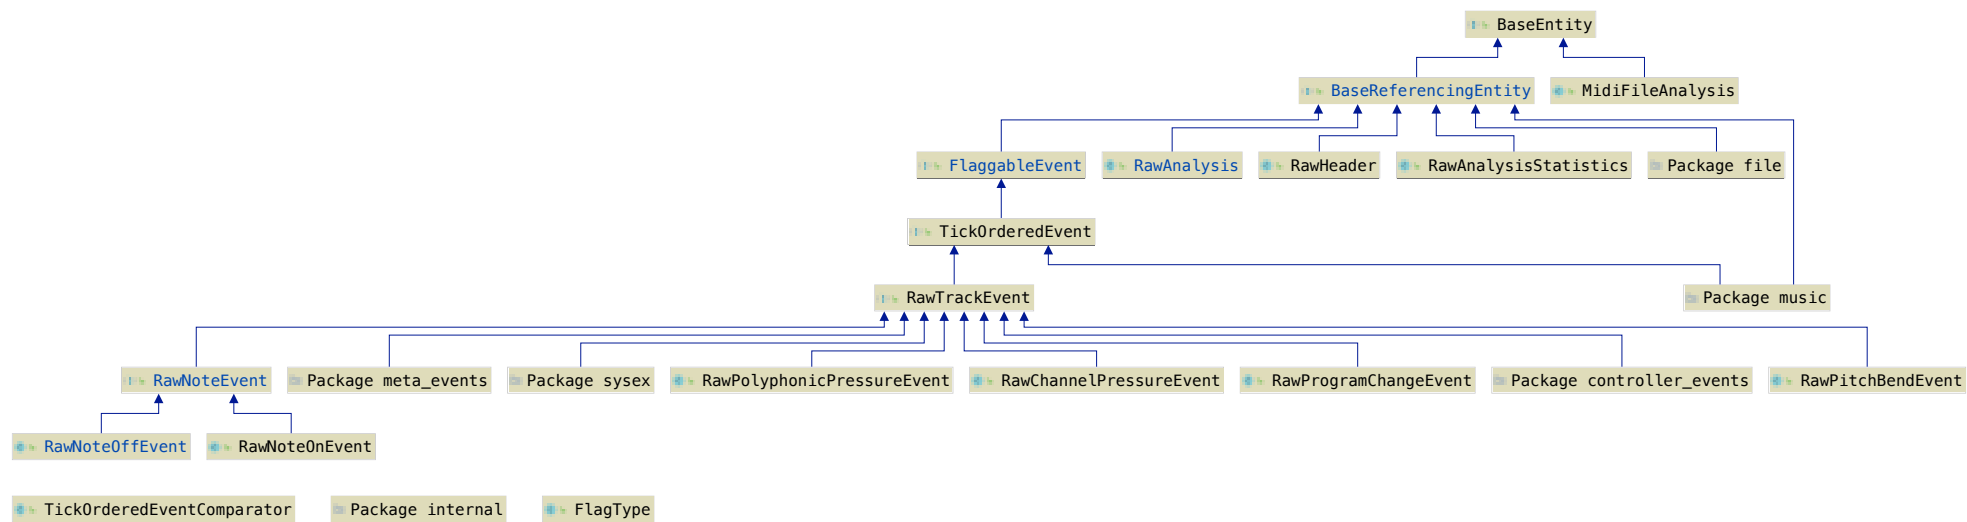 BaseEntity
BaseReferencingEntity
MidiFileAnalysis
FlaggableEvent
RawAnalysis
RawHeader
RawAnalysisStatistics
Package file
TickOrderedEvent
RawTrackEvent
Package music
RawNoteEvent
Package meta_events
Package sysex
RawPolyphonicPressureEvent
RawChannelPressureEvent
RawProgramChangeEvent
Package controller_events
RawPitchBendEvent
RawNoteOffEvent
RawNoteOnEvent
TickOrderedEventComparator
Package internal
FlagType